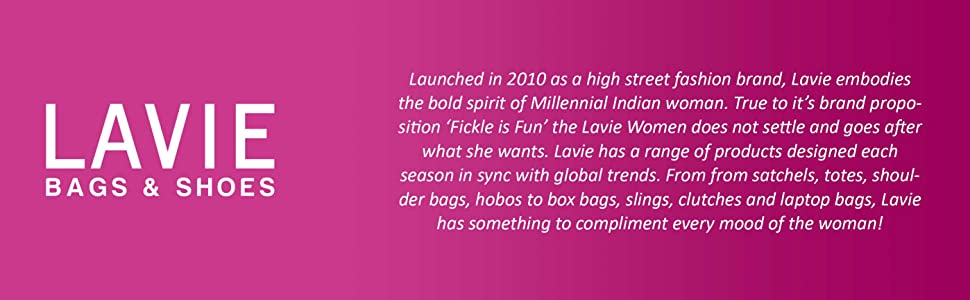 LAVIE
BAGS & SHOES
Launched in 2010 as a high street fashion brand, Lavie embodies
the bold spirit of Millennial Indian woman. True to it’s brand propo-
sition ‘Fickle is Fun’ the Lavie Women does not settle and goes after
what she wants. Lavie has a range of products designed each
season in sync with global trends. From from satchels, totes, shoul-
der bags, hobos to box bags, slings, clutches and laptop bags, Lavie
has something to compliment every mood of the woman!